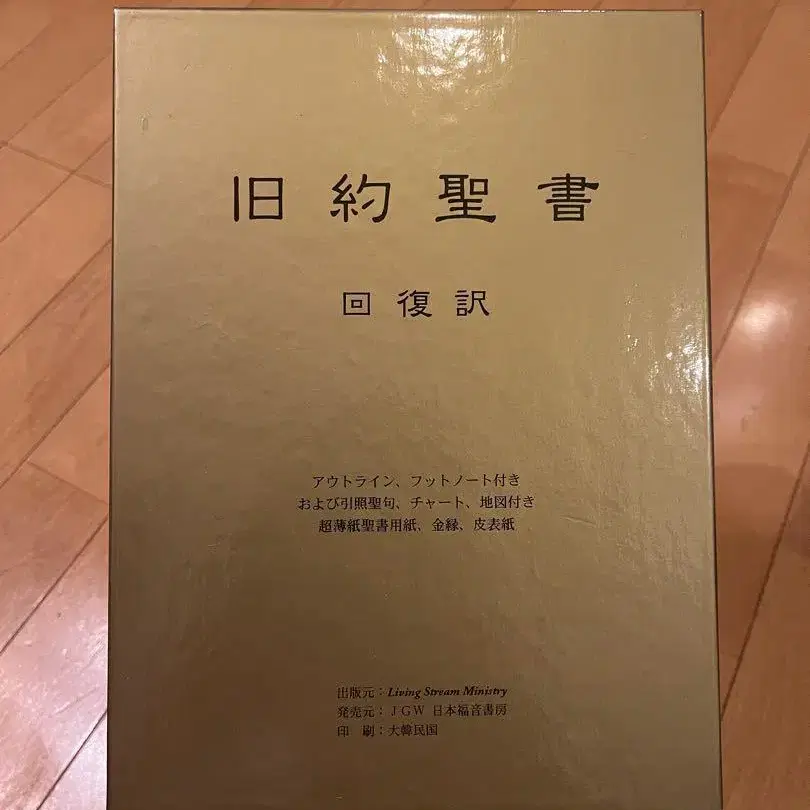 旧約聖書
回復訳
アウトライン、フットノート付き
および引照聖句、チャート、地図付き
超薄紙聖書用紙、金縁、皮表紙
出版元：Living Stream Ministry
発売元：JGW 日本福音書房
印　刷：大韓民国